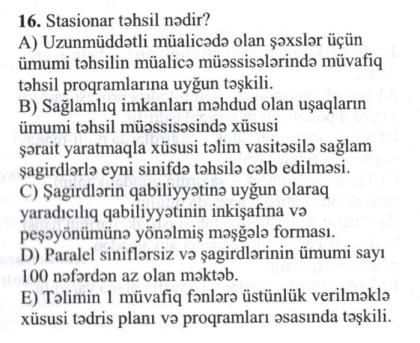 16. Stasionar təhsil nədir?
A) Uzunmüddətli müalicədə olan şəxslər üçün
ümumi təhsilin müalicə müəssisələrində müvafiq
təhsil proqramlarına uyğun təşkili.
B) Sağlamlıq imkanları məhdud olan uşaqların
ümumi təhsil müəssisəsində xüsusi
şərait yaratmaqla xüsusi təlim vasitəsilə sağlam
şagirdlərlə eyni sinifdə təhsilə cəlb edilməsi.
C) Şagirdlərin qabiliyyətinə uyğun olaraq
yaradıcılıq qabiliyyətinin inkişafına və
peşəyönümünə yönəlmiş məşğələ forması.
D) Paralel siniflərsiz və şagirdlərinin ümumi sayı
100 nəfərdən az olan məktəb.
E) Təlimin 1 müvafiq fənlərə üstünlük verilməklə
xüsusi tədris planı və proqramları əsasında təşkili.